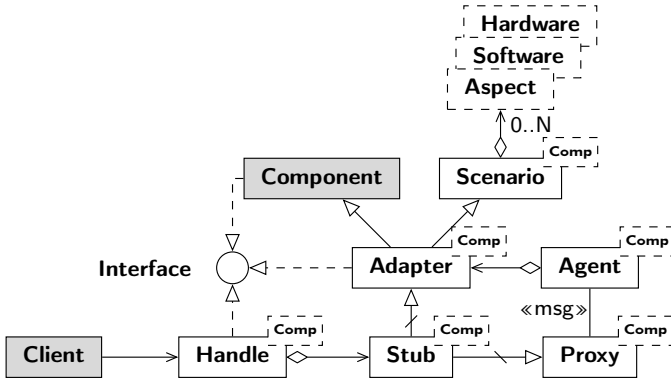 Hardware
Software
Aspect
0..N
Comp
Component
Scenario
Comp
Comp
Interface
Adapter
Agent
«msg»
Comp
Comp
Comp
Client
Handle
Stub
Proxy